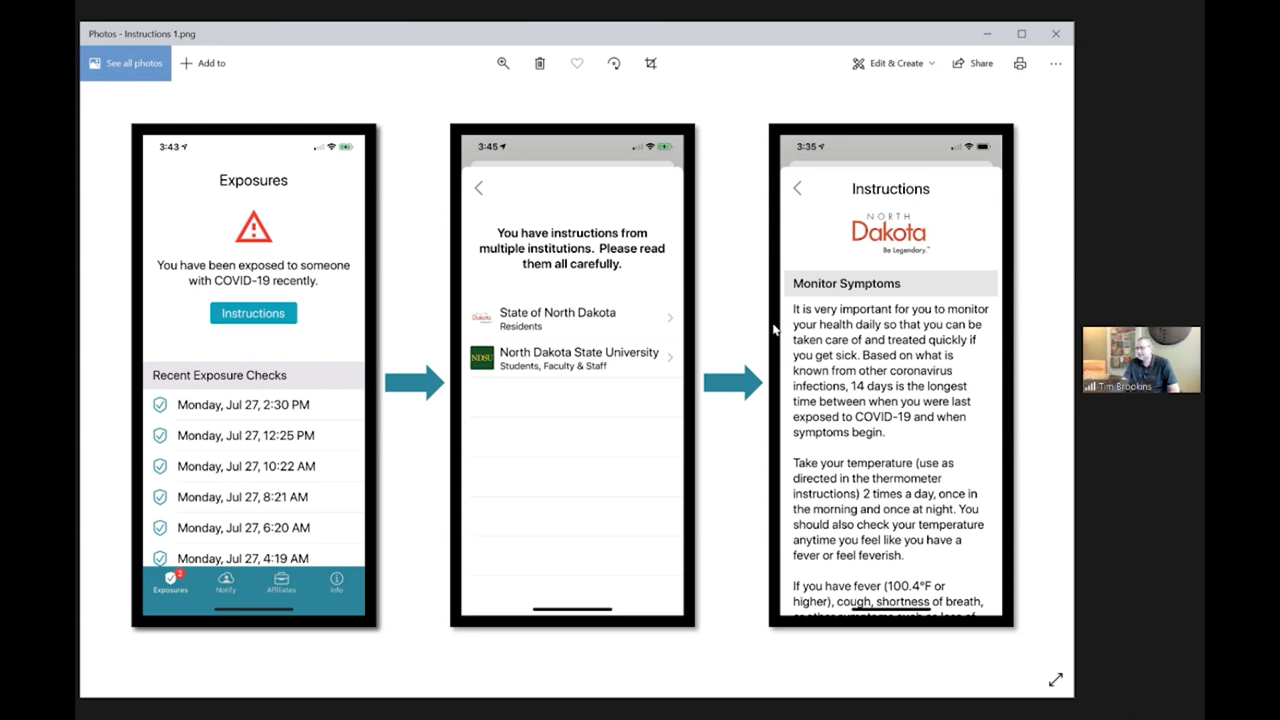 Photos - Instructions 1.png
See all photos
Add to
Edit & Create
Share
3:43
Exposures
You have been exposed to someone
with COVID-19 recently.
Instructions
Recent Exposure Checks
Monday, Jul 27, 2:30 PM
Monday, Jul 27, 12:25 PM
Monday, Jul 27, 10:22 AM
Monday, Jul 27, 8:21 AM
Monday, Jul 27, 6:20 AM
Monday, Jul 27, 4:19 AM
2
Exposures
Notify
Affiliates
Info
3:45
You have instructions from
multiple institutions. Please read
them all carefully.
Dakota
State of North Dakota
Residents
NDSU
North Dakota State University
Students, Faculty & Staff
3:35
Instructions
NORTH
Dakota
Be Legendary.™
Monitor Symptoms
It is very important for you to monitor
your health daily so that you can be
taken care of and treated quickly if
you get sick. Based on what is
known from other coronavirus
infections, 14 days is the longest
time between when you were last
exposed to COVID-19 and when
symptoms begin.
Take your temperature (use as
directed in the thermometer
instructions) 2 times a day, once in
the morning and once at night. You
should also check your temperature
anytime you feel like you have a
fever or feel feverish.
If you have fever (100.4°F or
higher), cough, shortness of breath,
Tim Brookins